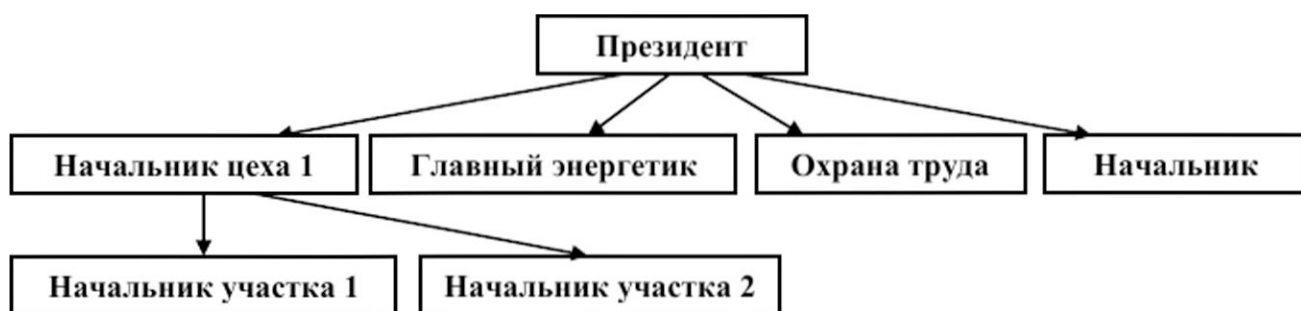 Президент
Начальник цеха 1
Главный энергетик
Охрана труда
Начальник
Начальник участка 1
Начальник участка 2